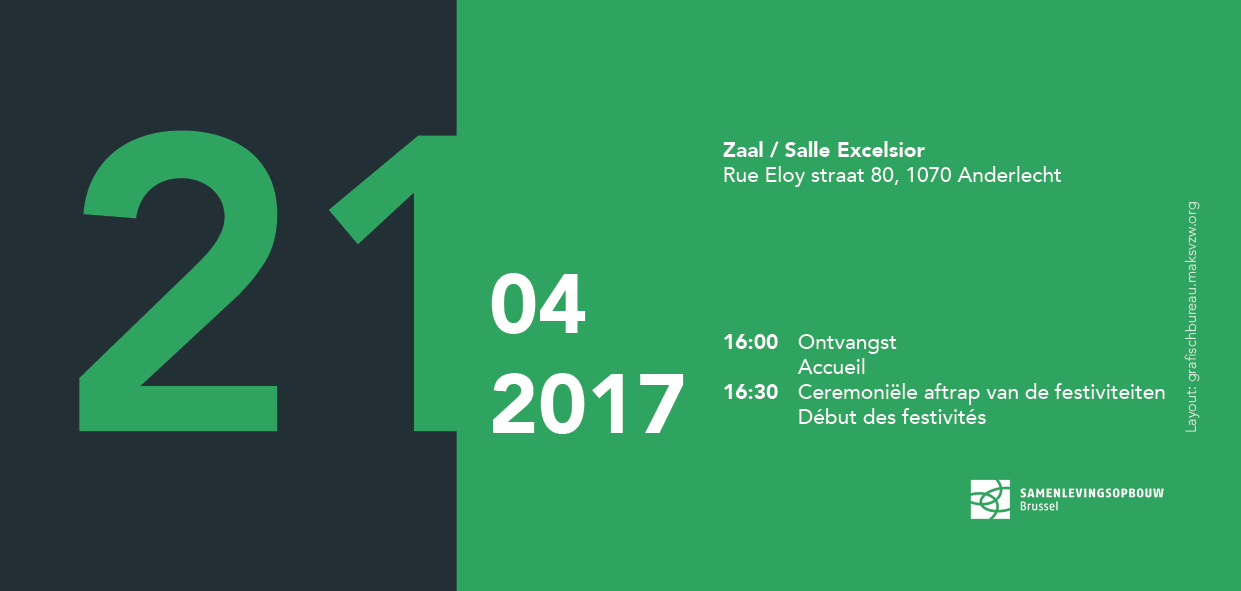 21
04
2017
Zaal / Salle Excelsior
Rue Eloy straat 80, 1070 Anderlecht
16:00 Ontvangst
Accueil
16:30 Ceremoniële aftrap van de festiviteiten
Début des festivités
SAMENLEVINGSOPBOUW
Brussel
Layout: grafischbureau.maksvzw.org